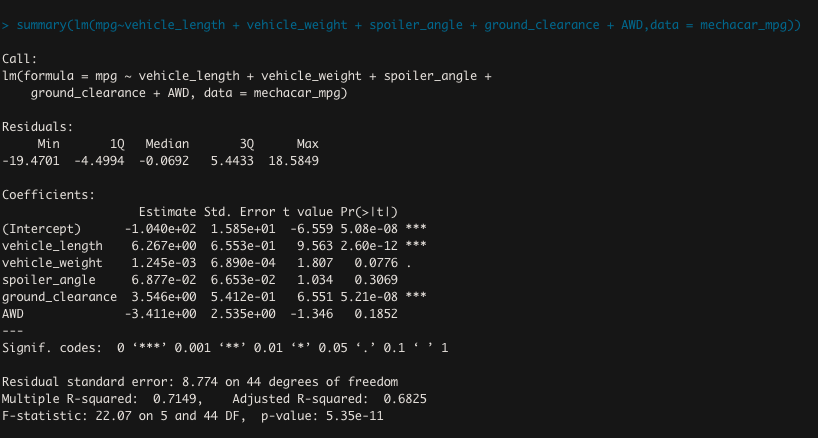 > summary(lm(mpg~vehicle_length + vehicle_weight + spoiler_angle + ground_clearance + AWD,data = mechacar_mpg))
Call:
lm(formula = mpg ~ vehicle_length + vehicle_weight + spoiler_angle +
    ground_clearance + AWD, data = mechacar_mpg)
Residuals:
     Min       1Q   Median       3Q      Max
-19.4701  -4.4994  -0.0692   5.4433  18.5849
Coefficients:
                   Estimate Std. Error t value Pr(>|t|)
(Intercept)      -1.040e+02  1.585e+01  -6.559 5.08e-08 ***
vehicle_length    6.267e+00  6.553e-01   9.563 2.60e-12 ***
vehicle_weight    1.245e-03  6.890e-04   1.807   0.0776 .
spoiler_angle     6.877e-02  6.653e-02   1.034   0.3069
ground_clearance  3.546e+00  5.412e-01   6.551 5.21e-08 ***
AWD              -3.411e+00  2.535e+00  -1.346   0.1852
---
Signif. codes:  0 ‘***’ 0.001 ‘**’ 0.01 ‘*’ 0.05 ‘.’ 0.1 ‘ ’ 1
Residual standard error: 8.774 on 44 degrees of freedom
Multiple R-squared:  0.7149,    Adjusted R-squared:  0.6825
F-statistic: 22.07 on 5 and 44 DF,  p-value: 5.35e-11